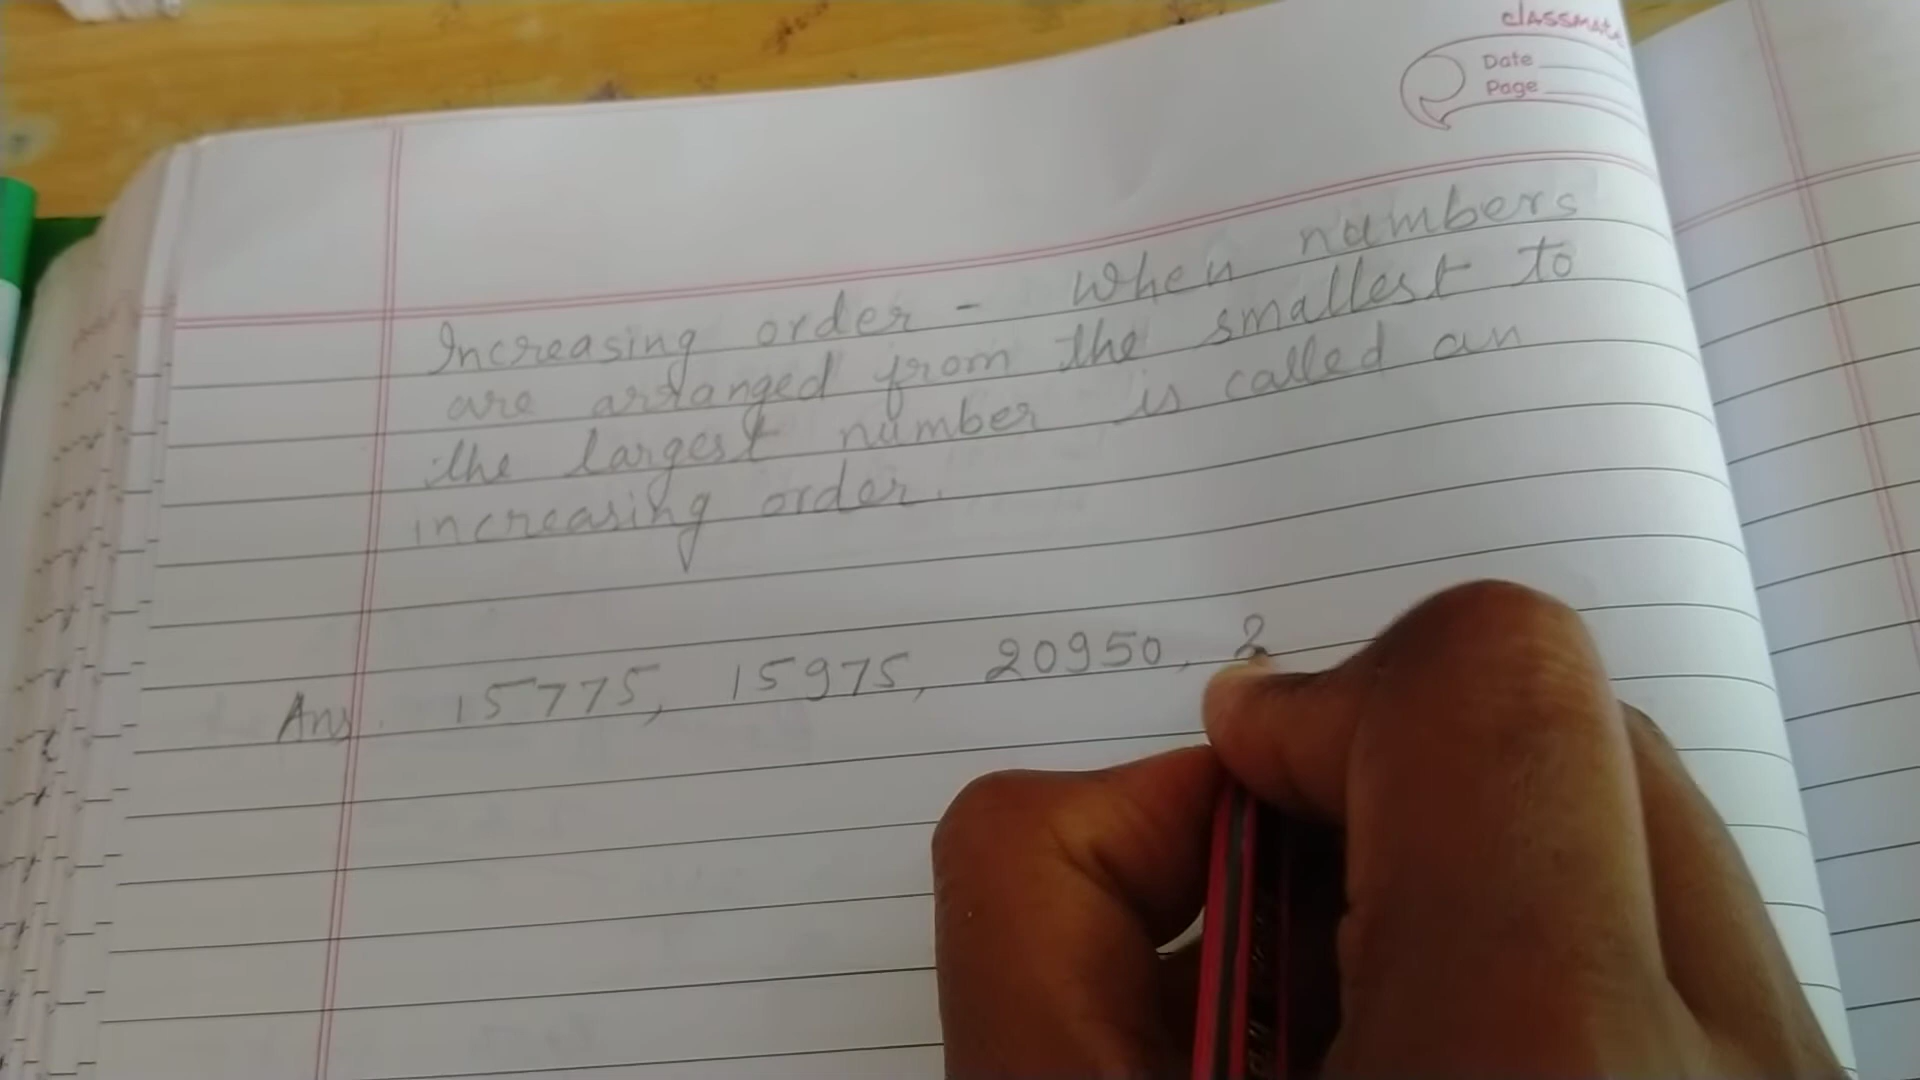 classmate
Date
Page
Increasing order - When numbers
are arranged from the smallest to
the largest number is called an
increasing order.
Ans. 15775, 15975, 20950, 2